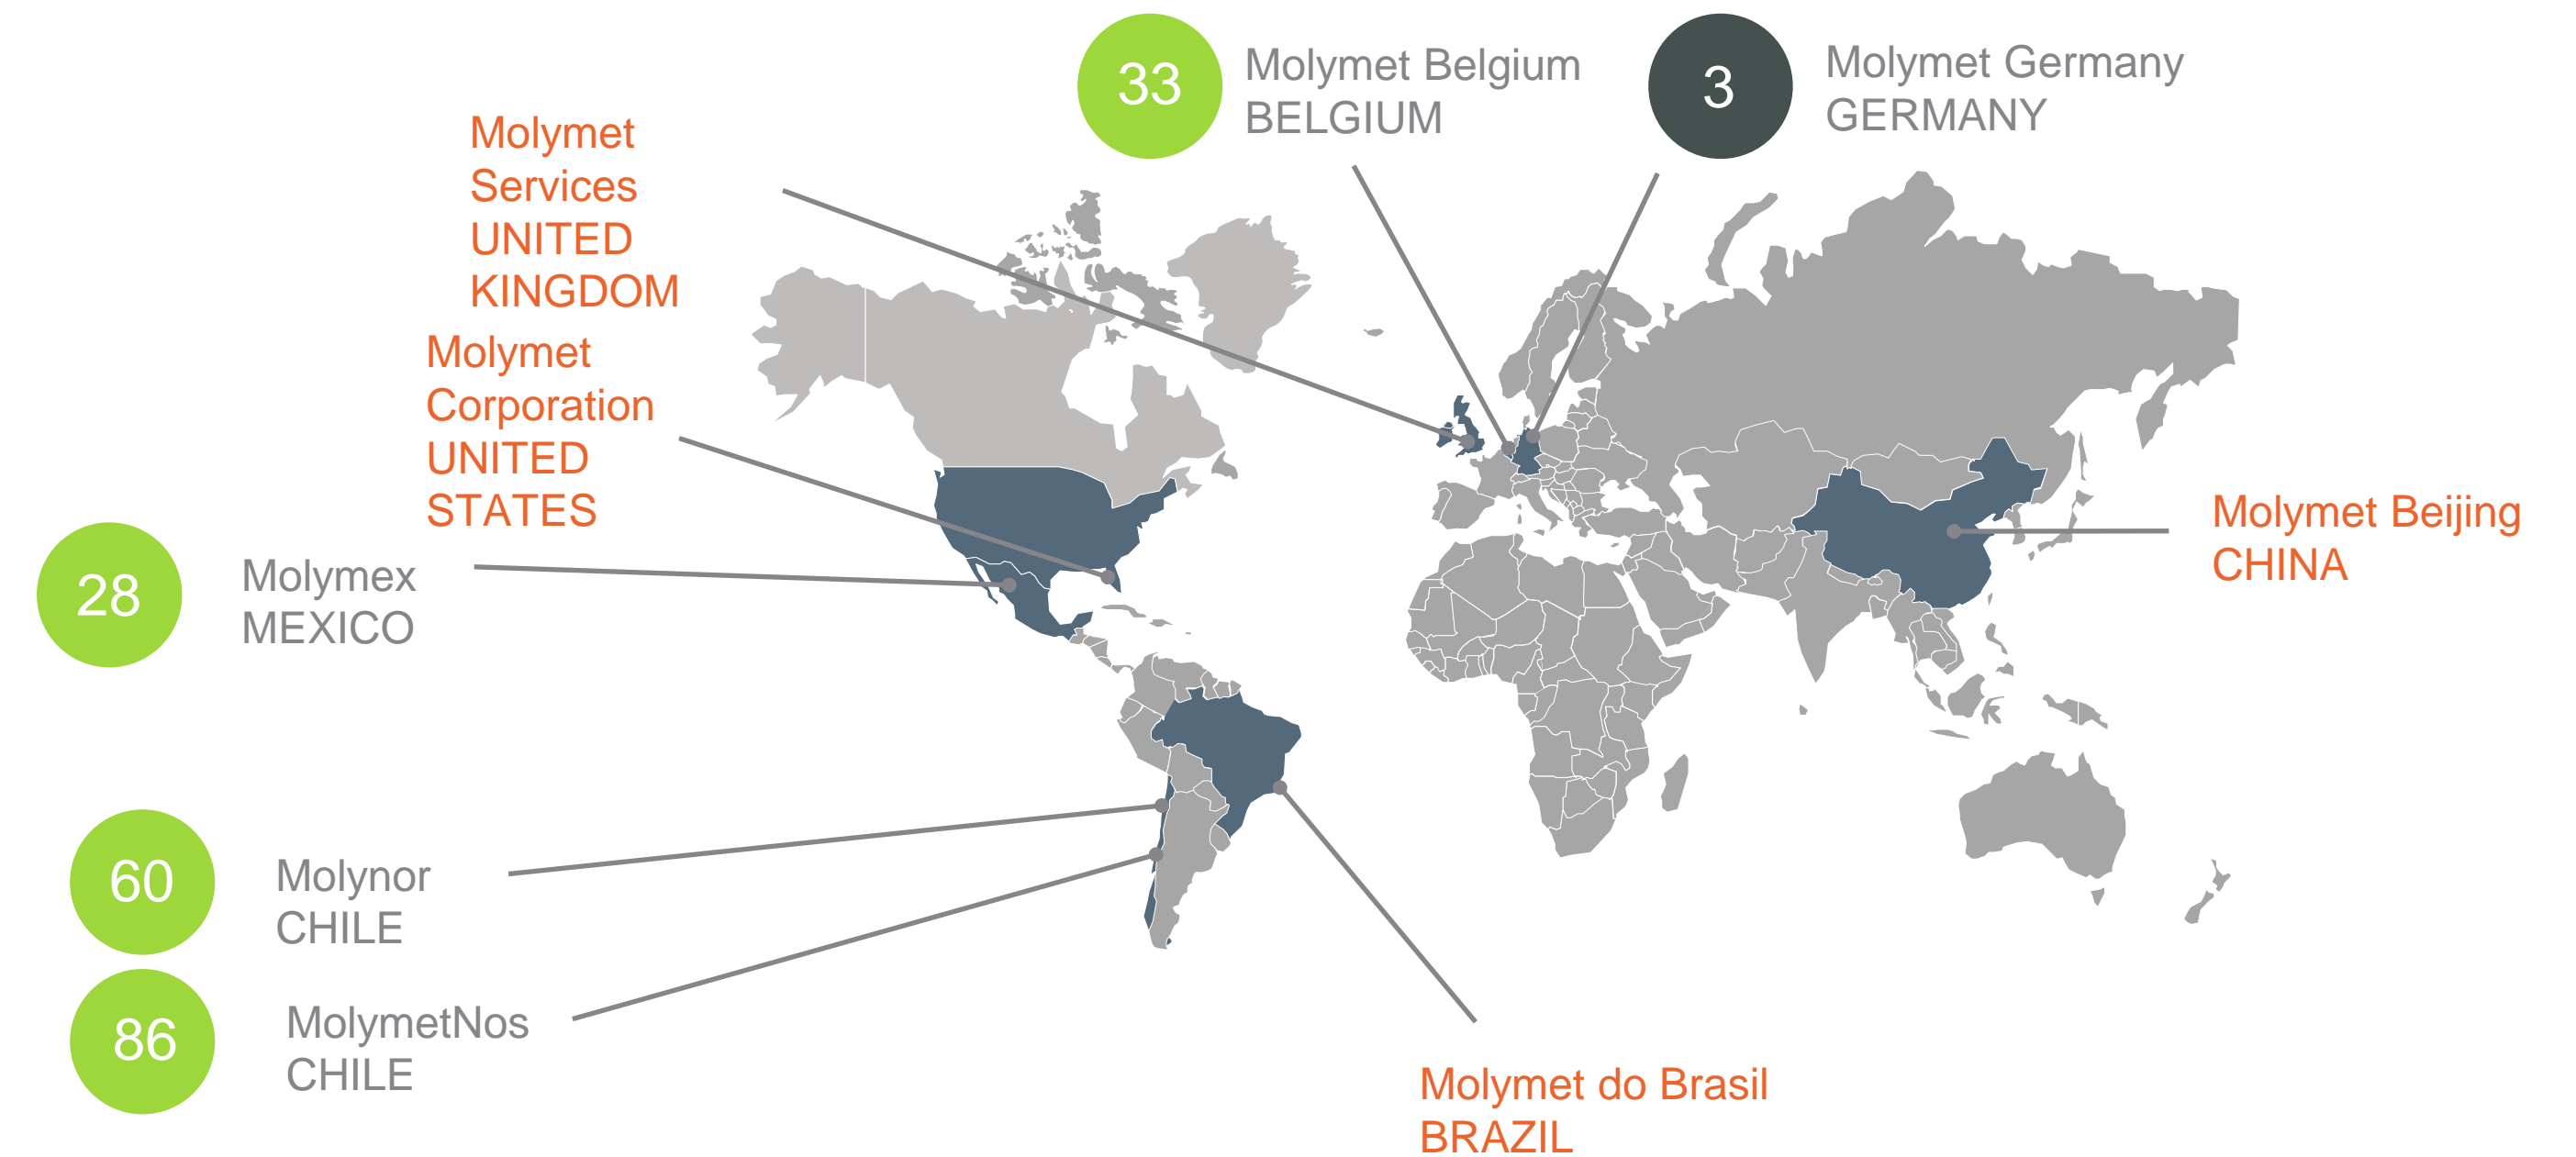 33
Molymet Belgium
BELGIUM
3
Molymet Germany
GERMANY
Molymet
Services
UNITED
KINGDOM
Molymet
Corporation
UNITED
STATES
Molymet Beijing
CHINA
28
Molymex
MEXICO
60
Molynor
CHILE
86
MolymetNos
CHILE
Molymet do Brasil
BRAZIL